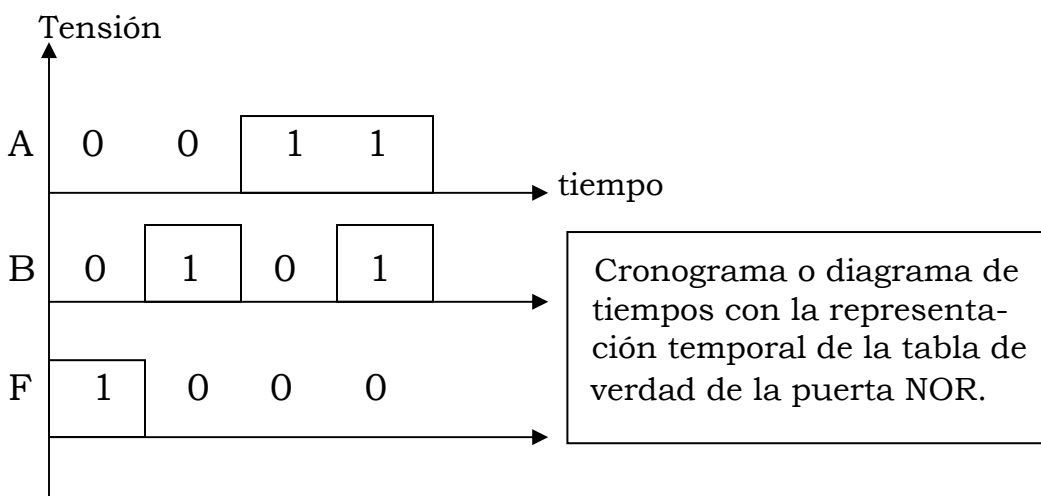 Tensión
A 0 0 1 1
tiempo
B 0 1 0 1
Cronograma o diagrama de
tiempos con la representa-
ción temporal de la tabla de
verdad de la puerta NOR.
F 1 0 0 0